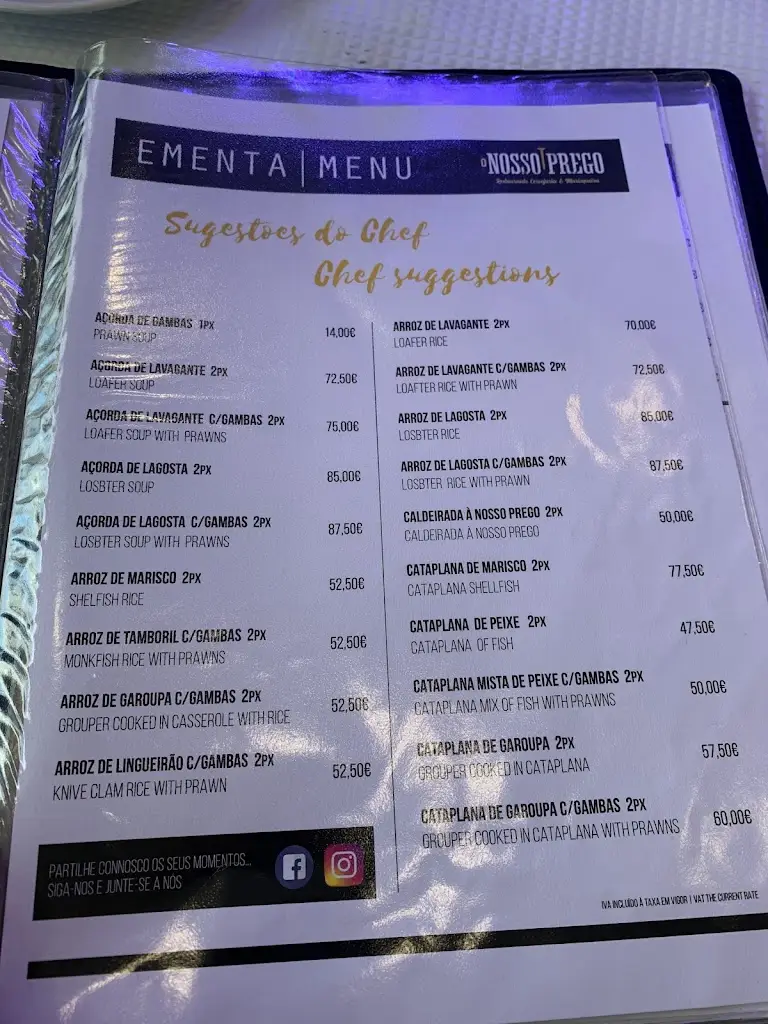 EMENTA | MENU
O NOSSO PREGO
Restaurante Cervejaria & Marisqueira
Sugestoes do Chef
Chef suggestions
AÇORDA DE GAMBAS 1PX 14,00€
PRAWN SOUP
AÇORDA DE LAVAGANTE 2PX 72,50€
LOAFER SOUP
AÇORDA DE LAVAGANTE C/GAMBAS 2PX 75,00€
LOAFER SOUP WITH PRAWNS
AÇORDA DE LAGOSTA 2PX 85,00€
LOSBTER SOUP
AÇORDA DE LAGOSTA C/GAMBAS 2PX 87,50€
LOSBTER SOUP WITH PRAWNS
ARROZ DE MARISCO 2PX 52,50€
SHELFISH RICE
ARROZ DE TAMBORIL C/GAMBAS 2PX 52,50€
MONKFISH RICE WITH PRAWNS
ARROZ DE GAROUPA C/GAMBAS 2PX 52,50€
GROUPER COOKED IN CASSEROLE WITH RICE
ARROZ DE LINGUEIRÃO C/GAMBAS 2PX 52,50€
KNIVE CLAM RICE WITH PRAWN
ARROZ DE LAVAGANTE 2PX 70,00€
LOAFER RICE
ARROZ DE LAVAGANTE C/GAMBAS 2PX 72,50€
LOAFTER RICE WITH PRAWN
ARROZ DE LAGOSTA 2PX 85,00€
LOSBTER RICE
ARROZ DE LAGOSTA C/GAMBAS 2PX 87,50€
LOSBTER RICE WITH PRAWN
CALDEIRADA À NOSSO PREGO 2PX 50,00€
CALDEIRADA À NOSSO PREGO
CATAPLANA DE MARISCO 2PX 77,50€
CATAPLANA SHELLFISH
CATAPLANA DE PEIXE 2PX 47,50€
CATAPLANA OF FISH
CATAPLANA MISTA DE PEIXE C/GAMBAS 2PX 50,00€
CATAPLANA MIX OF FISH WITH PRAWNS
CATAPLANA DE GAROUPA 2PX 57,50€
GROUPER COOKED IN CATAPLANA
CATAPLANA DE GAROUPA C/GAMBAS 2PX 60,00€
GROUPER COOKED IN CATAPLANA WITH PRAWNS
PARTILHE CONNOSCO OS SEUS MOMENTOS...
SIGA-NOS E JUNTE-SE A NÓS
IVA INCLUÍDO À TAXA EM VIGOR | VAT THE CURRENT RATE